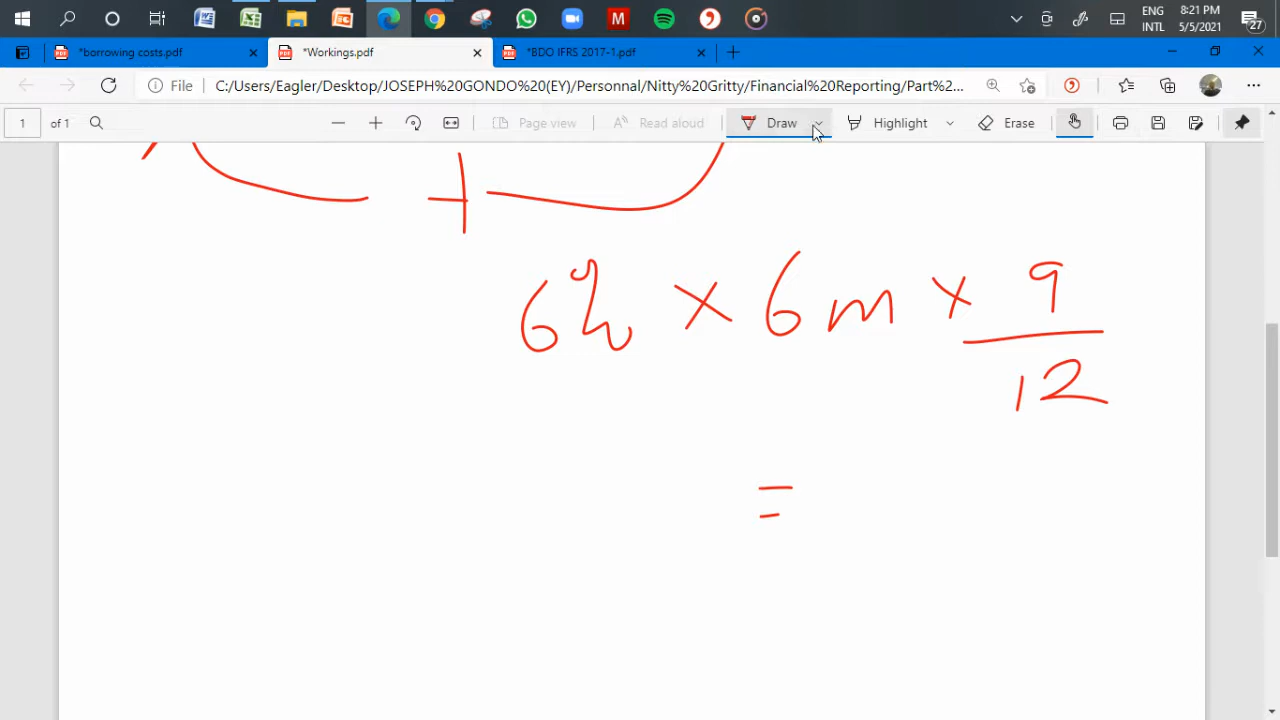 8:21 PM
ENG
INTL
5/5/2021
27
*borrowing costs.pdf
*Workings.pdf
*BDO IFRS 2017-1.pdf
File
C:/Users/Eagler/Desktop/JOSEPH%20GONDO%20(EY)/Personnal/Nitty%20Gritty/Financial%20Reporting/Part%2...
1 of 1
Page view
Read aloud
Draw
Highlight
Erase
+
6% × 6m × 9
12
=